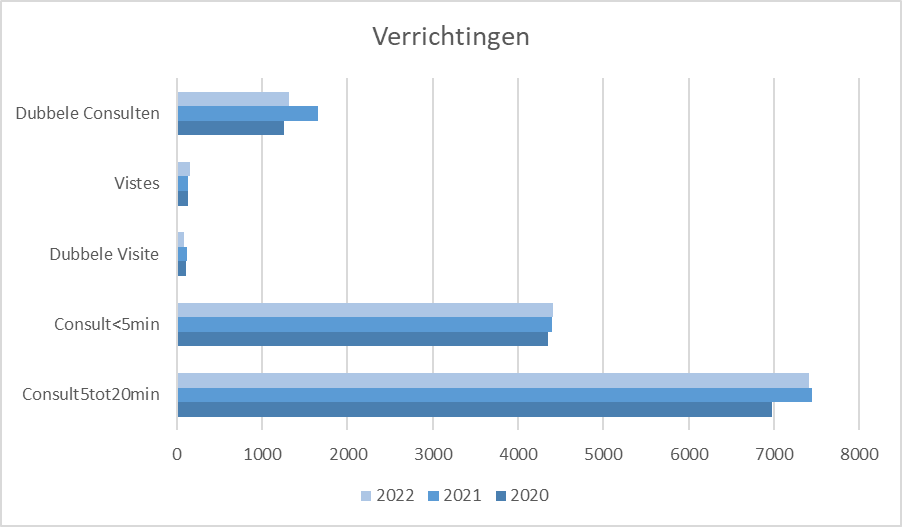 Verrichtingen
Dubbele Consulten
Vistes
Dubbele Visite
Consult<5min
Consult5tot20min
0 1000 2000 3000 4000 5000 6000 7000 8000
2022 2021 2020